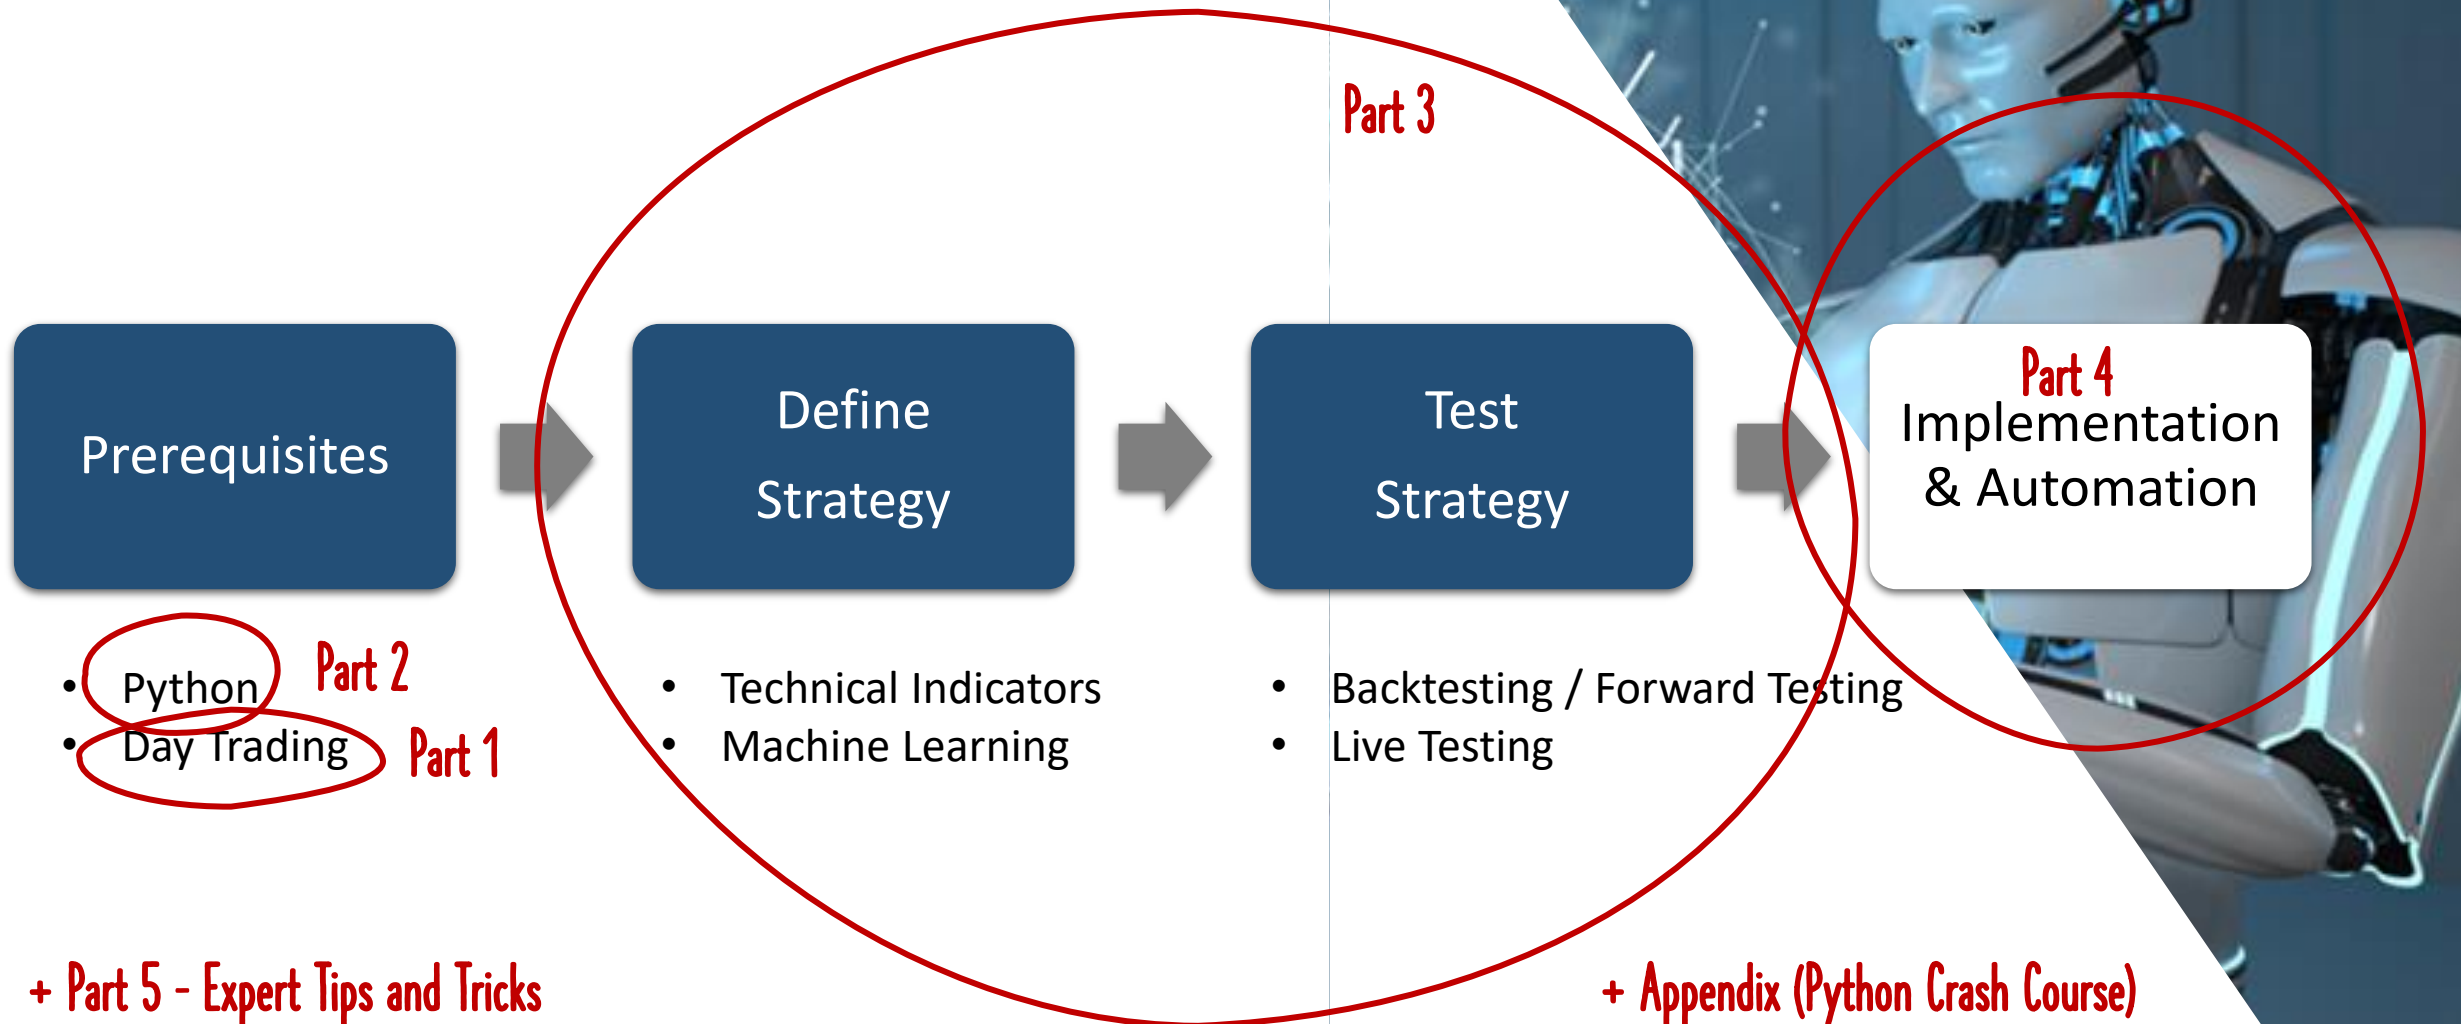 Part 3
Prerequisites
Define
Strategy
Test
Strategy
Part 4
Implementation
& Automation
• Python
Part 2
• Day Trading
Part 1
• Technical Indicators
• Machine Learning
• Backtesting / Forward Testing
• Live Testing
+ Part 5 - Expert Tips and Tricks
+ Appendix (Python Crash Course)